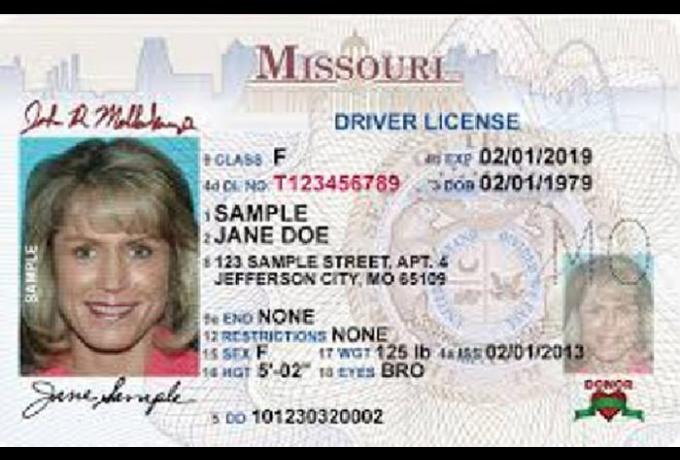 MISSOURI
DRIVER LICENSE
9 CLASS F
4b EXP 02/01/2019
4d DL NO. T123456789
3 DOB 02/01/1979
1 SAMPLE
2 JANE DOE
8 123 SAMPLE STREET, APT. 4
JEFFERSON CITY, MO 65109
SAMPLE
MO
9a END NONE
12 RESTRICTIONS NONE
15 SEX F 17 WGT 125 lb 4a ISS 02/01/2013
16 HGT 5'-02" 18 EYES BRO
DONOR
Jane Sample
5 DD 101230320002